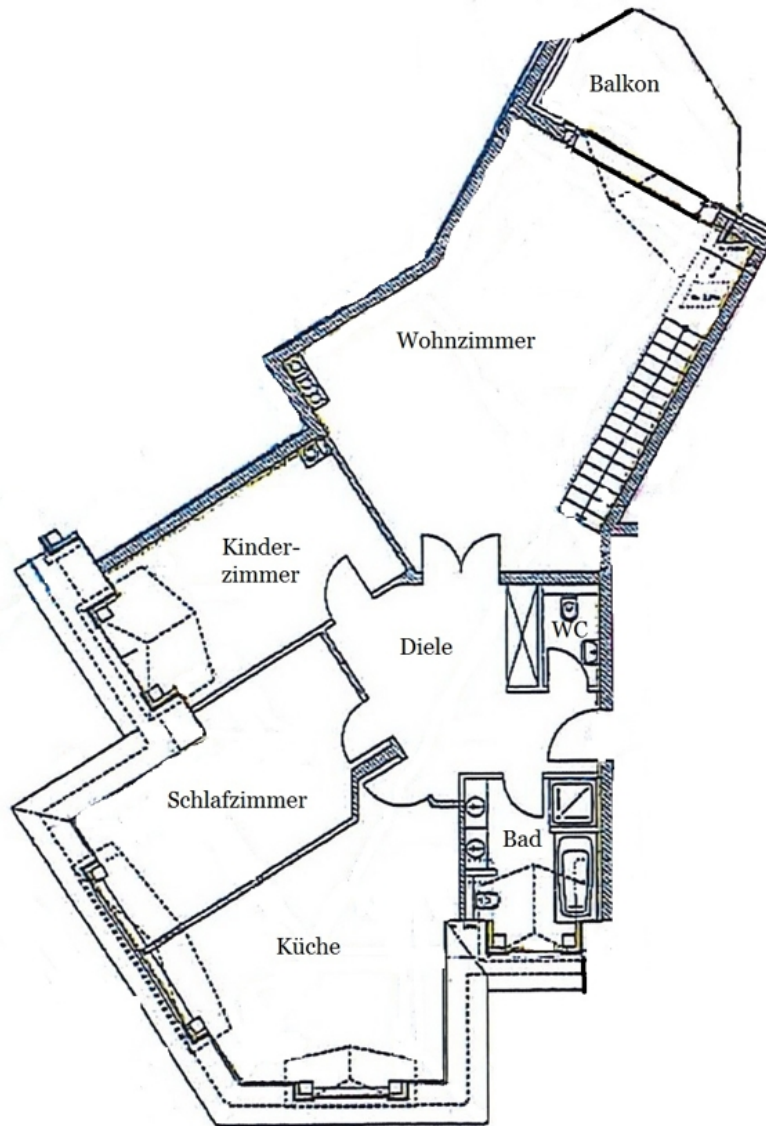 Balkon
Wohnzimmer
Kinder-
zimmer
WC
Diele
Schlafzimmer
Bad
Küche